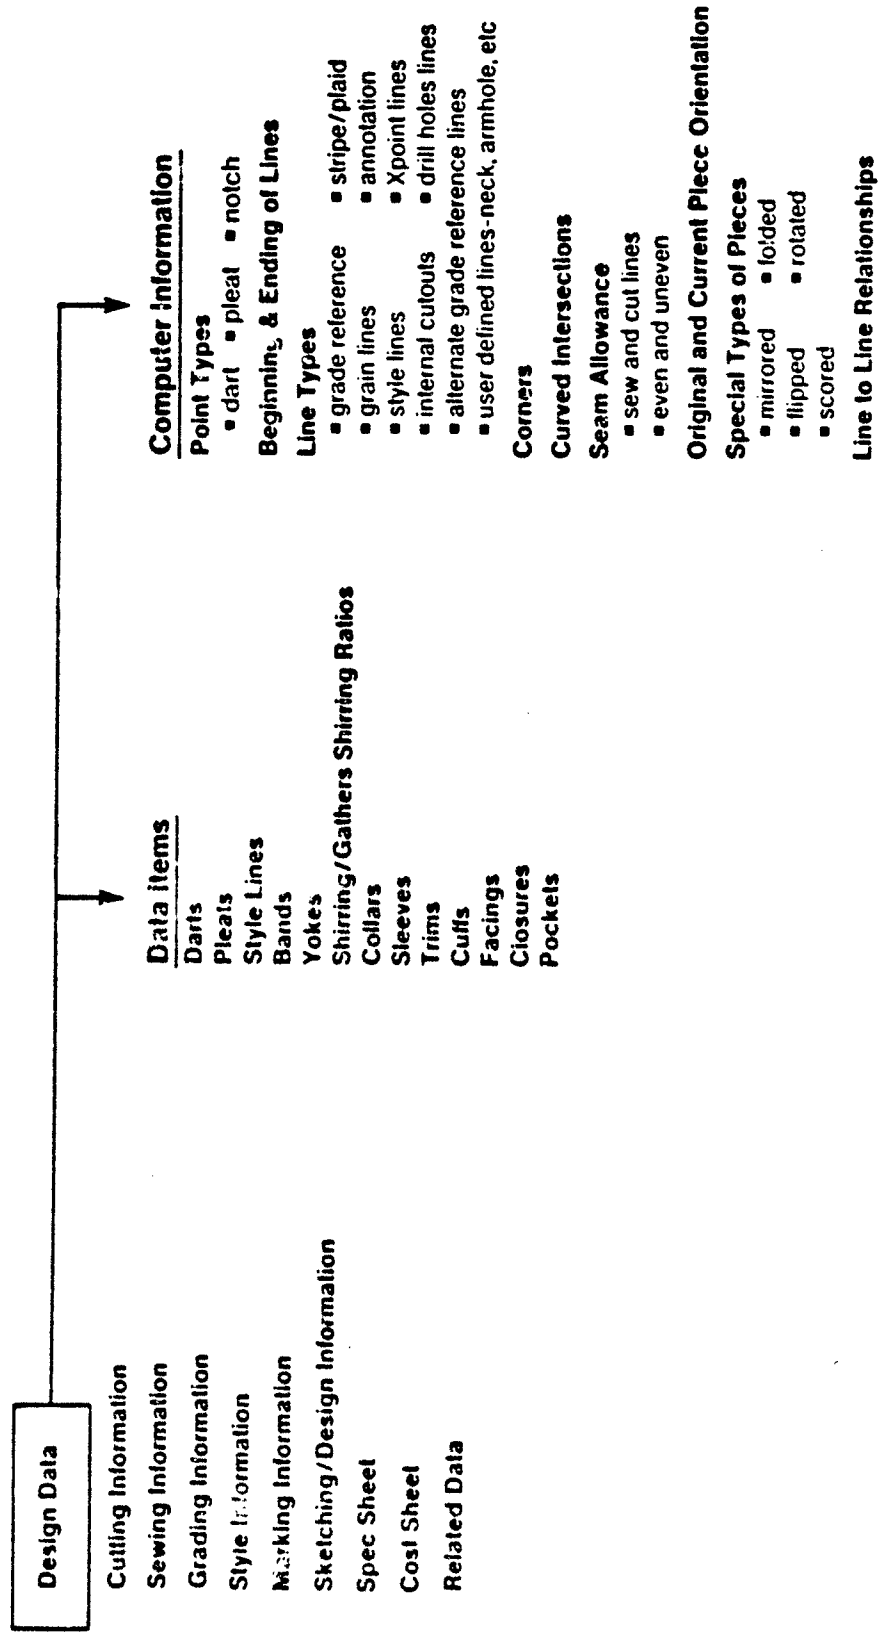 Design Data
Cutting Information
Sewing Information
Grading Information
Style Information
Marking Information
Sketching/Design Information
Spec Sheet
Cost Sheet
Related Data
Data items
Darts
Pleats
Style Lines
Bands
Yokes
Shirring/Gathers Shirring Ratios
Collars
Sleeves
Trims
Cuffs
Facings
Closures
Pockets
Computer Information
Point Types
▪ dart ▪ pleat ▪ notch
Beginning & Ending of Lines
Line Types
▪ grade reference ▪ stripe/plaid
▪ grain lines ▪ annotation
▪ style lines ▪ Xpoint lines
▪ internal cutouts ▪ drill holes lines
▪ alternate grade reference lines
▪ user defined lines-neck, armhole, etc
Corners
Curved Intersections
Seam Allowance
▪ sew and cut lines
▪ even and uneven
Original and Current Piece Orientation
Special Types of Pieces
▪ mirrored ▪ folded
▪ flipped ▪ rotated
▪ scored
Line to Line Relationships